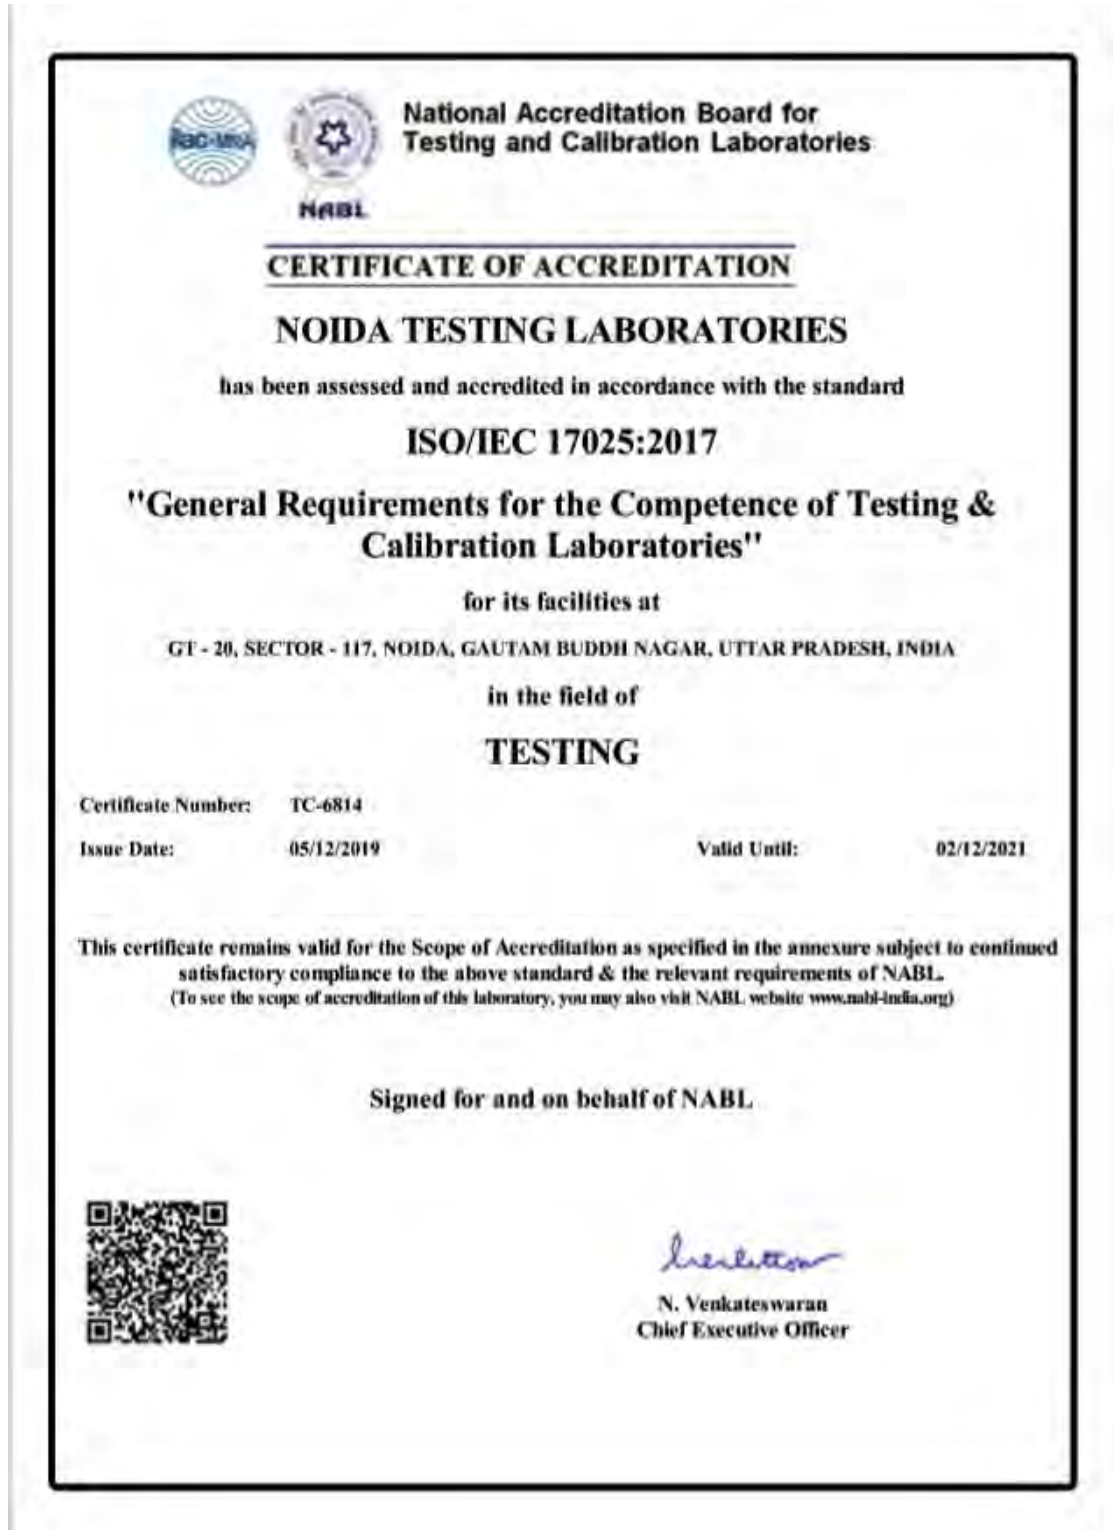 ilac-MRA
National Accreditation Board for
Testing and Calibration Laboratories
NABL
CERTIFICATE OF ACCREDITATION
NOIDA TESTING LABORATORIES
has been assessed and accredited in accordance with the standard
ISO/IEC 17025:2017
"General Requirements for the Competence of Testing &
Calibration Laboratories"
for its facilities at
GT - 20, SECTOR - 117, NOIDA, GAUTAM BUDDH NAGAR, UTTAR PRADESH, INDIA
in the field of
TESTING
Certificate Number: TC-6814
Issue Date: 05/12/2019 Valid Until: 02/12/2021
This certificate remains valid for the Scope of Accreditation as specified in the annexure subject to continued
satisfactory compliance to the above standard & the relevant requirements of NABL.
(To see the scope of accreditation of this laboratory, you may also visit NABL website www.nabl-india.org)
Signed for and on behalf of NABL
N. Venkateswaran
Chief Executive Officer